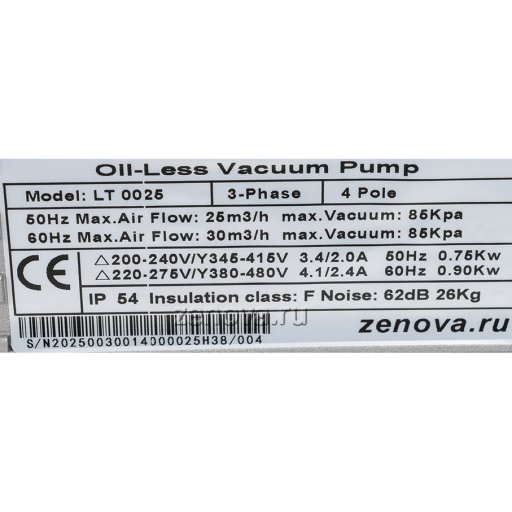 Oil-Less Vacuum Pump
Model: LT 0025 3-Phase 4 Pole
50Hz Max.Air Flow: 25m3/h max.Vacuum: 85Kpa
60Hz Max.Air Flow: 30m3/h max.Vacuum: 85Kpa
CE
△200-240V/Y345-415V 3.4/2.0A 50Hz 0.75Kw
△220-275V/Y380-480V 4.1/2.4A 60Hz 0.90Kw
IP 54 Insulation class: F Noise: 62dB 26Kg
zenova.ru
zenova.ru
S/N20250030014000025H38/004